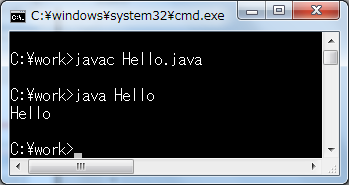 C:¥windows¥system32¥cmd.exe
C:¥work>javac Hello.java
C:¥work>java Hello
Hello
C:¥work>